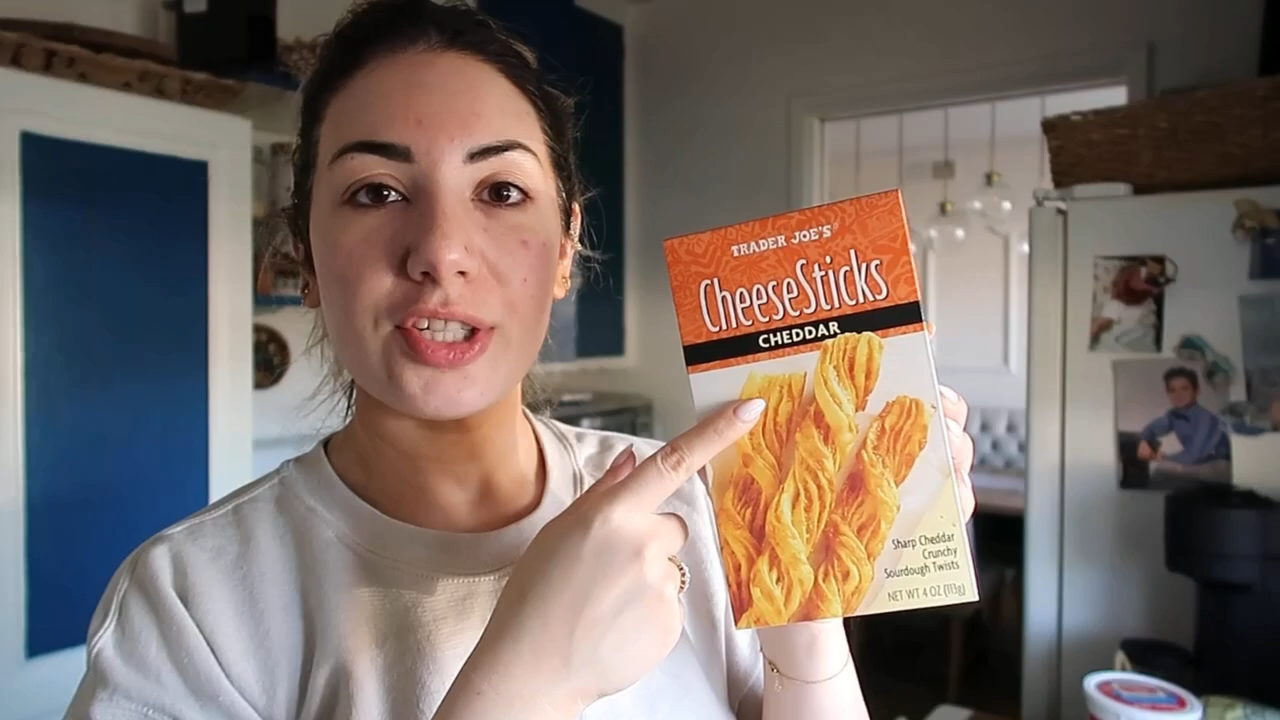 TRADER JOE'S
CheeseSticks
CHEDDAR
Sharp Cheddar
Crunchy
Sourdough Twists
NET WT 4 OZ (113g)